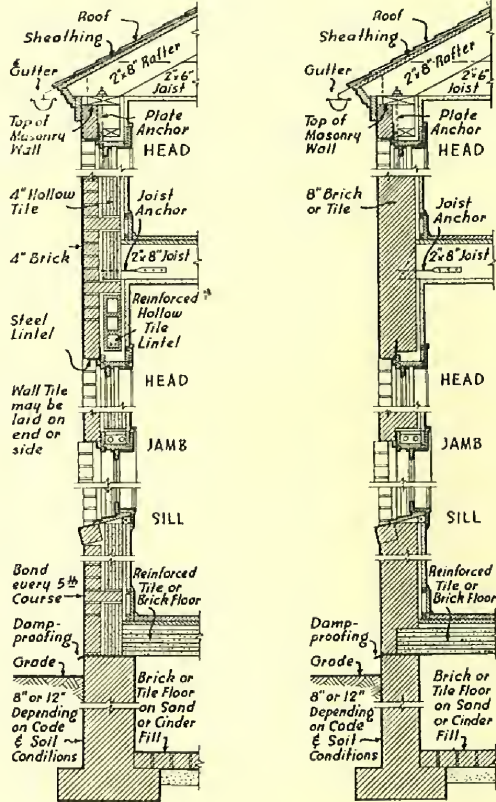 Roof
Sheathing
2"x8" Rafter
¢
Gutter
2"x6"
Joist
Top of
Masonry
Wall
Plate
Anchor
HEAD
4" Hollow
Tile
Joist
Anchor
4" Brick
2"x8" Joist
Reinforced
Hollow
Tile
Lintel
Steel
Lintel
HEAD
Wall Tile
may be
laid on
end or
side
JAMB
SILL
Bond
every 5th
Course
Reinforced
Tile or
Brick Floor
Damp-
proofing
Grade
8" or 12"
Depending
on Code
& Soil
Conditions
Brick or
Tile Floor
on Sand
or Cinder
Fill
Roof
Sheathing
2"x8" Rafter
Gutter
2"x6"
Joist
Top of
Masonry
Wall
Plate
Anchor
HEAD
8" Brick
or Tile
Joist
Anchor
2"x8" Joist
HEAD
JAMB
SILL
Reinforced
Tile or
Brick Floor
Damp-
proofing
Grade
8" or 12"
Depending
on Code
& Soil
Conditions
Brick or
Tile Floor
on Sand
or Cinder
Fill